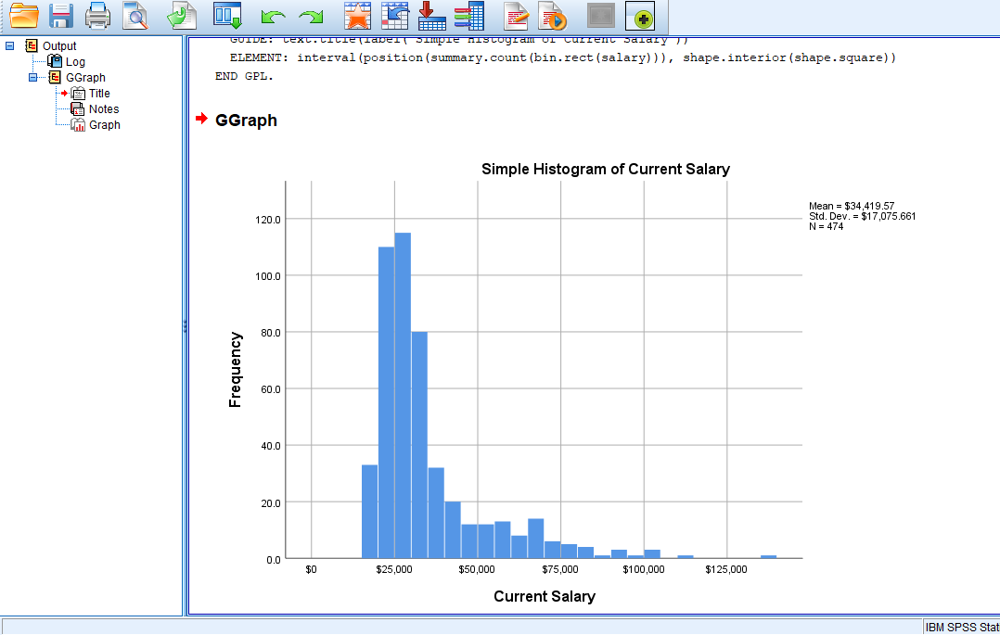 Output
Log
GGraph
Title
Notes
Graph
GUIDE: text.title(label("Simple Histogram of Current Salary"))
ELEMENT: interval(position(summary.count(bin.rect(salary))), shape.interior(shape.square))
END GPL.
GGraph
Simple Histogram of Current Salary
Mean = $34,419.57
Std. Dev. = $17,075.661
N = 474
Frequency
120.0
100.0
80.0
60.0
40.0
20.0
0.0
$0 $25,000 $50,000 $75,000 $100,000 $125,000
Current Salary
IBM SPSS Stat